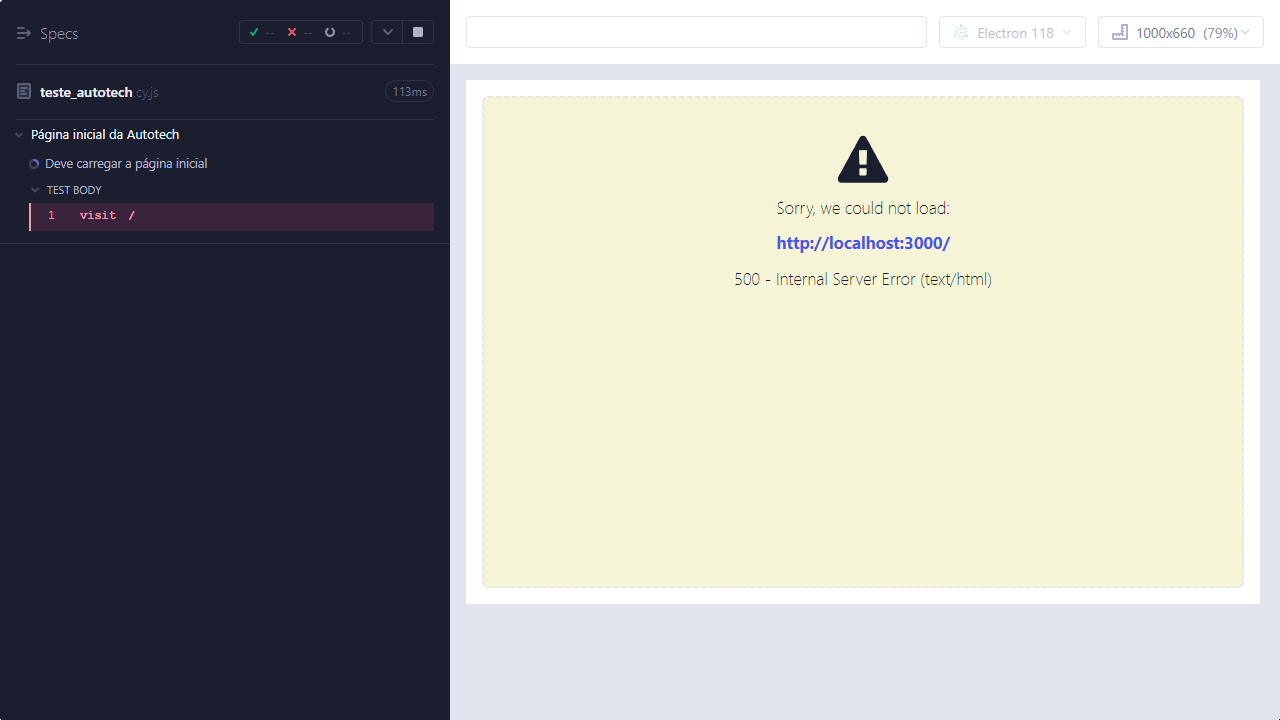 Specs
--
--
--
teste_autotech.cy.js
113ms
Página inicial da Autotech
Deve carregar a página inicial
TEST BODY
1 visit /
Electron 118
1000x660 (79%)
Sorry, we could not load:
http://localhost:3000/
500 - Internal Server Error (text/html)